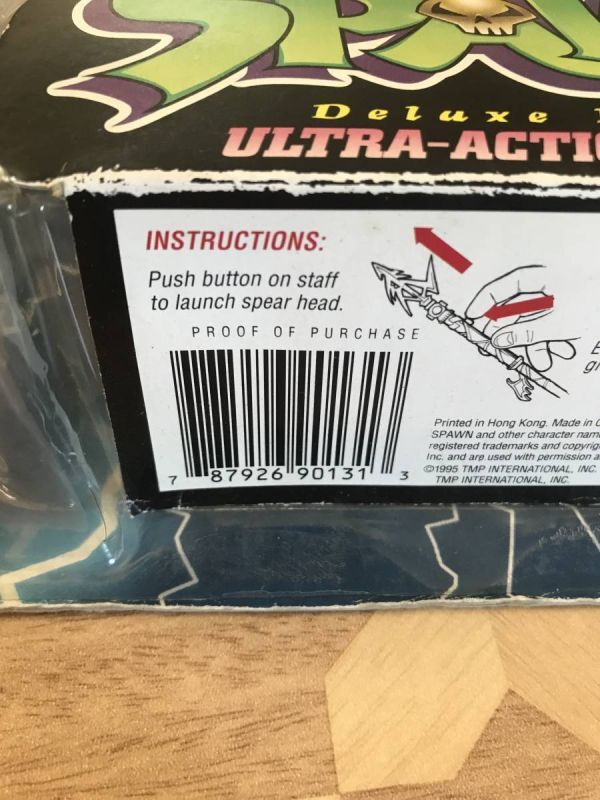 SPA
Deluxe
ULTRA-ACTI
INSTRUCTIONS:
Push button on staff
to launch spear head.
PROOF OF PURCHASE
7 87926 90131 3
Printed in Hong Kong. Made in
SPAWN and other character nam
registered trademarks and copyrig
Inc. and are used with permission
©1995 TMP INTERNATIONAL, INC.
TMP INTERNATIONAL, INC.